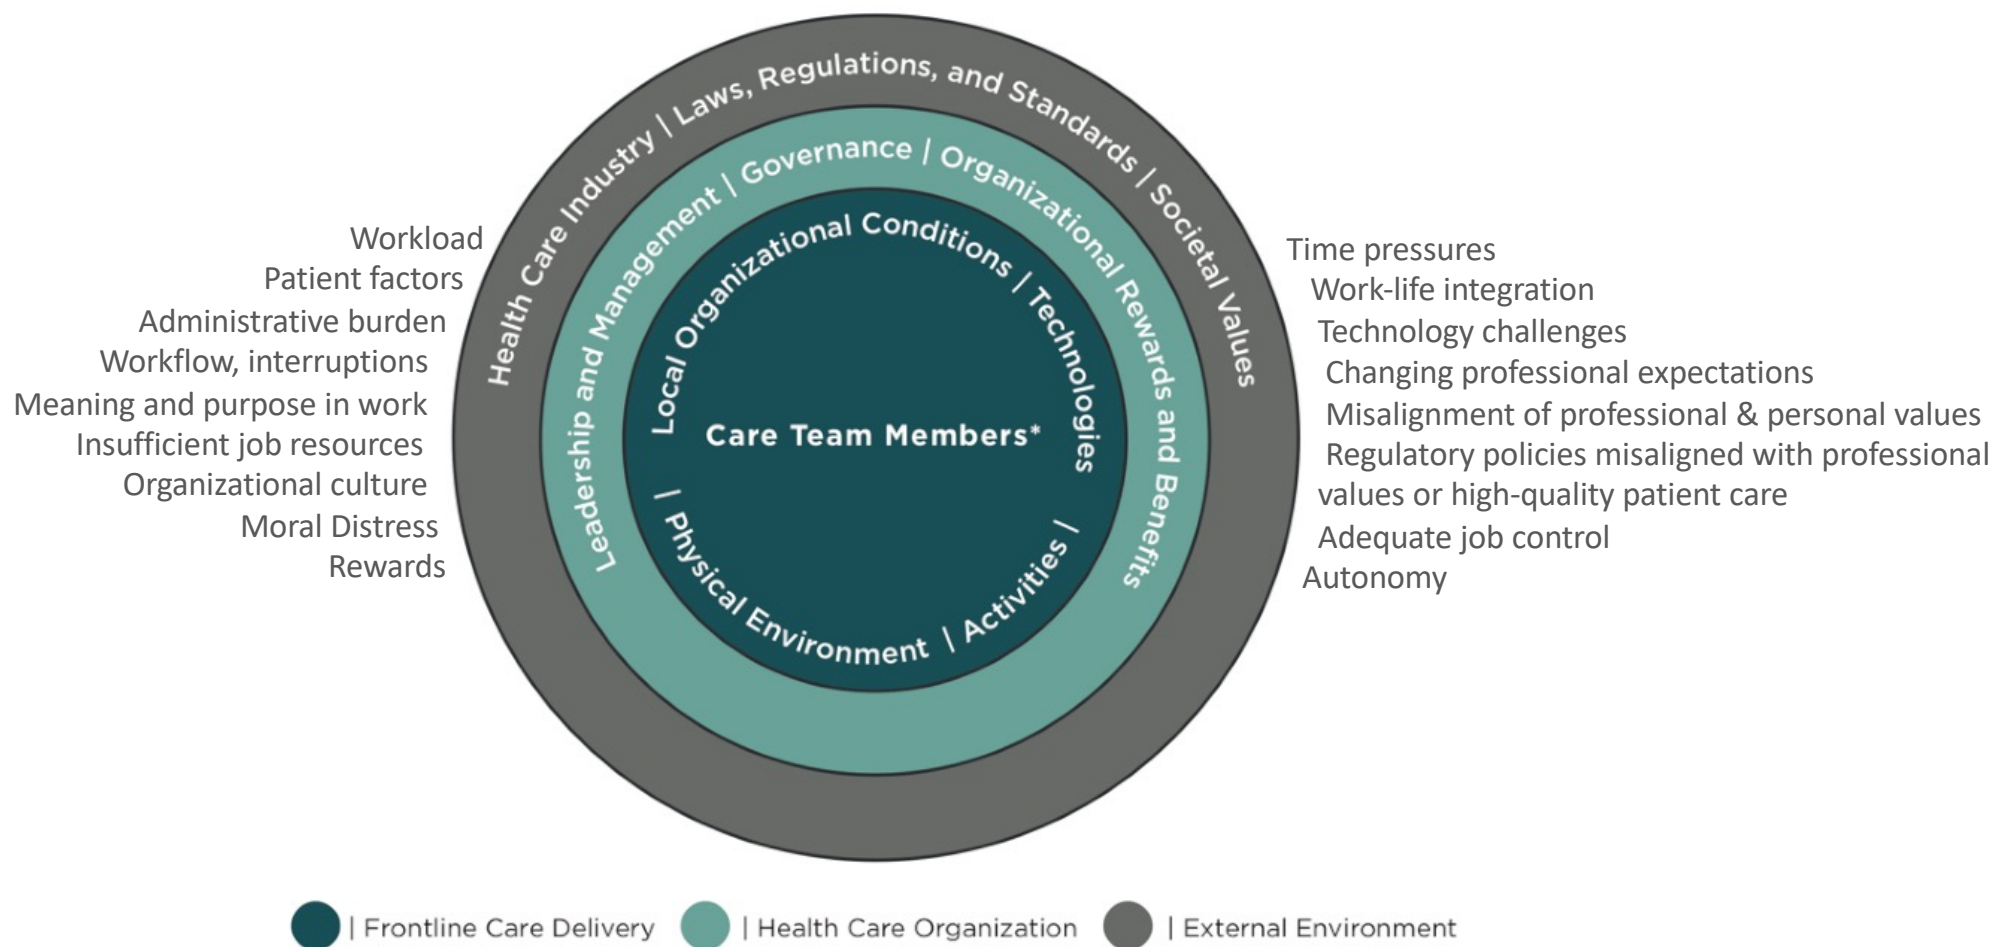 Health Care Industry | Laws, Regulations, and Standards | Societal Values
Leadership and Management | Governance | Organizational Rewards and Benefits
Local Organizational Conditions | Technologies
| Physical Environment | Activities |
Care Team Members*
Workload
Patient factors
Administrative burden
Workflow, interruptions
Meaning and purpose in work
Insufficient job resources
Organizational culture
Moral Distress
Rewards
Time pressures
Work-life integration
Technology challenges
Changing professional expectations
Misalignment of professional & personal values
Regulatory policies misaligned with professional
values or high-quality patient care
Adequate job control
Autonomy
| Frontline Care Delivery
| Health Care Organization
| External Environment